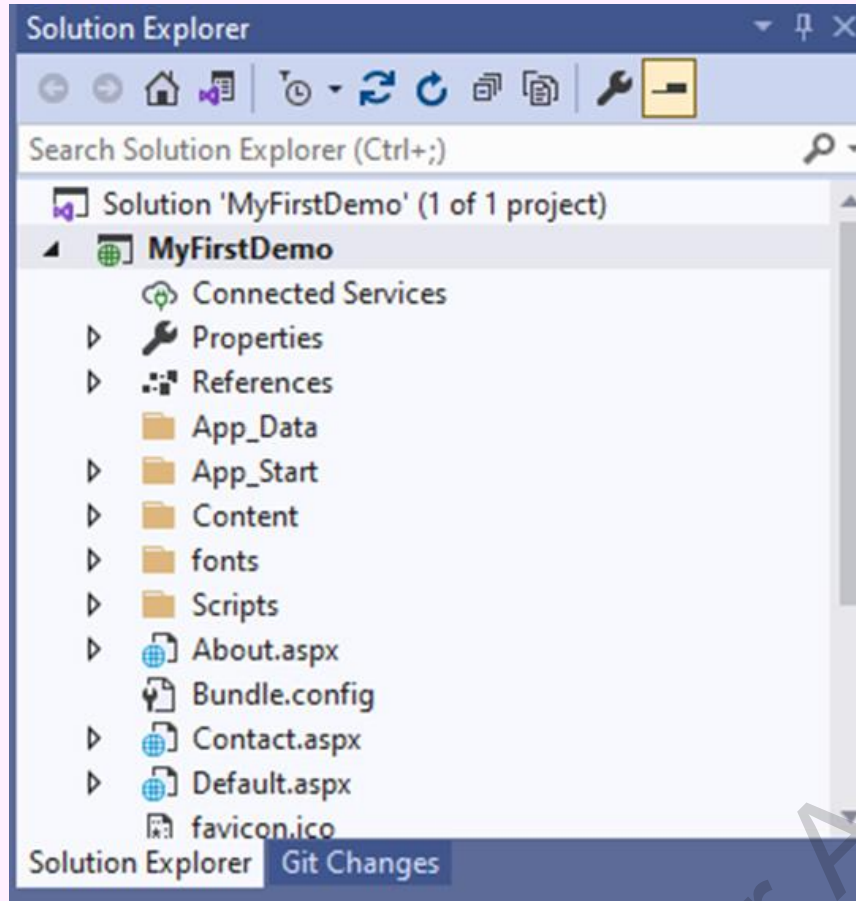 Solution Explorer
Search Solution Explorer (Ctrl+;)
Solution 'MyFirstDemo' (1 of 1 project)
MyFirstDemo
Connected Services
Properties
References
App_Data
App_Start
Content
fonts
Scripts
About.aspx
Bundle.config
Contact.aspx
Default.aspx
favicon.ico
Solution Explorer Git Changes